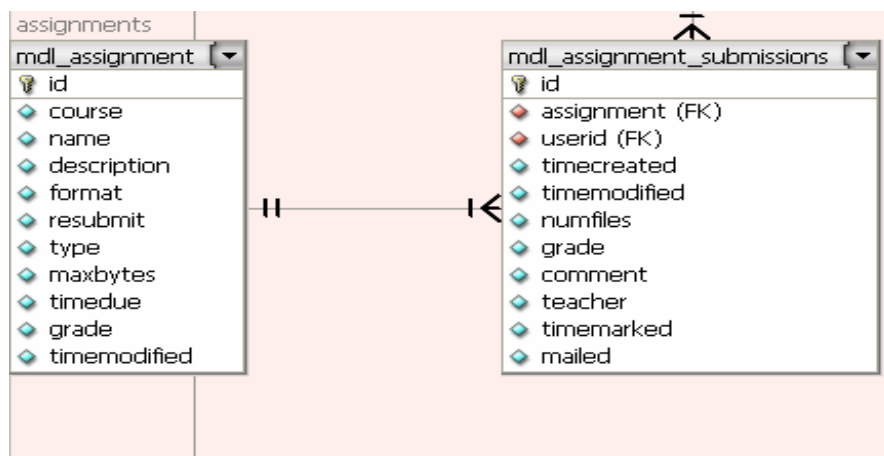 assignments
mdl_assignment
id
course
name
description
format
resubmit
type
maxbytes
timedue
grade
timemodified
mdl_assignment_submissions
id
assignment (FK)
userid (FK)
timecreated
timemodified
numfiles
grade
comment
teacher
timemarked
mailed